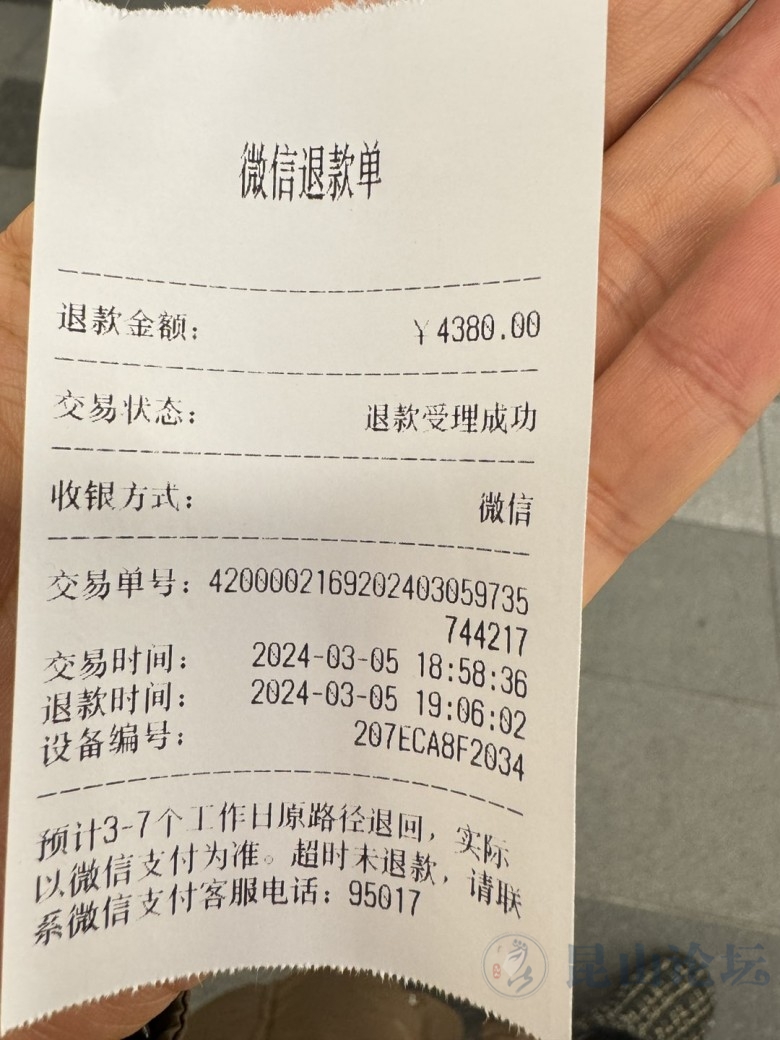 微信退款单
退款金额： ￥4380.00
交易状态： 退款受理成功
收银方式： 微信
交易单号：4200002169202403059735
744217
交易时间： 2024-03-05 18:58:36
退款时间： 2024-03-05 19:06:02
设备编号： 207ECA8F2034
预计3-7个工作日原路径退回，实际
以微信支付为准。超时未退款，请联
系微信支付客服电话：95017
昆山论坛